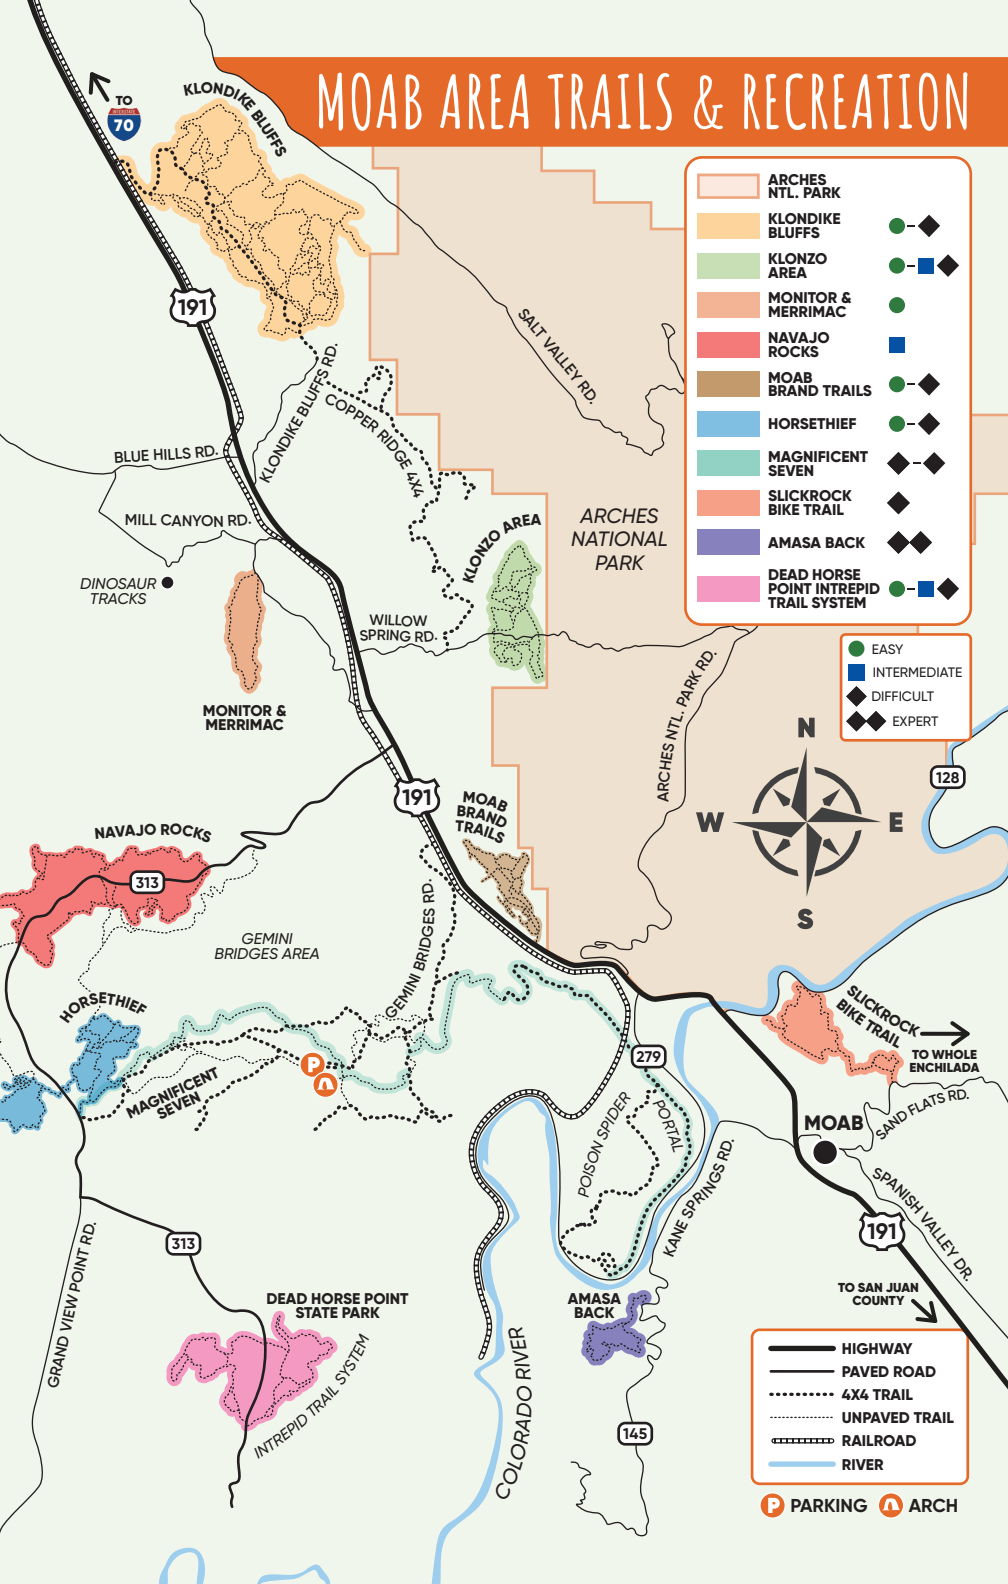 MOAB AREA TRAILS & RECREATION
TO
INTERSTATE
70
KLONDIKE BLUFFS
ARCHES
NTL. PARK
KLONDIKE
BLUFFS
KLONZO
AREA
MONITOR &
MERRIMAC
NAVAJO
ROCKS
MOAB
BRAND TRAILS
HORSETHIEF
MAGNIFICENT
SEVEN
SLICKROCK
BIKE TRAIL
AMASA BACK
DEAD HORSE
POINT INTREPID
TRAIL SYSTEM
EASY
INTERMEDIATE
DIFFICULT
EXPERT
191
SALT VALLEY RD.
KLONDIKE BLUFFS RD.
COPPER RIDGE 4X4
BLUE HILLS RD.
MILL CANYON RD.
DINOSAUR
TRACKS
KLONZO AREA
ARCHES
NATIONAL
PARK
WILLOW
SPRING RD.
MONITOR &
MERRIMAC
ARCHES NTL. PARK RD.
N
W
E
S
128
191
MOAB
BRAND
TRAILS
NAVAJO ROCKS
313
GEMINI
BRIDGES AREA
GEMINI BRIDGES RD.
HORSETHIEF
MAGNIFICENT
SEVEN
P
SLICKROCK
BIKE TRAIL
TO WHOLE
ENCHILADA
SAND FLATS RD.
279
POISON SPIDER
PORTAL
MOAB
KANE SPRINGS RD.
SPANISH VALLEY DR.
191
313
GRAND VIEW POINT RD.
DEAD HORSE POINT
STATE PARK
INTREPID TRAIL SYSTEM
AMASA
BACK
COLORADO RIVER
145
TO SAN JUAN
COUNTY
HIGHWAY
PAVED ROAD
4X4 TRAIL
UNPAVED TRAIL
RAILROAD
RIVER
P PARKING
ARCH